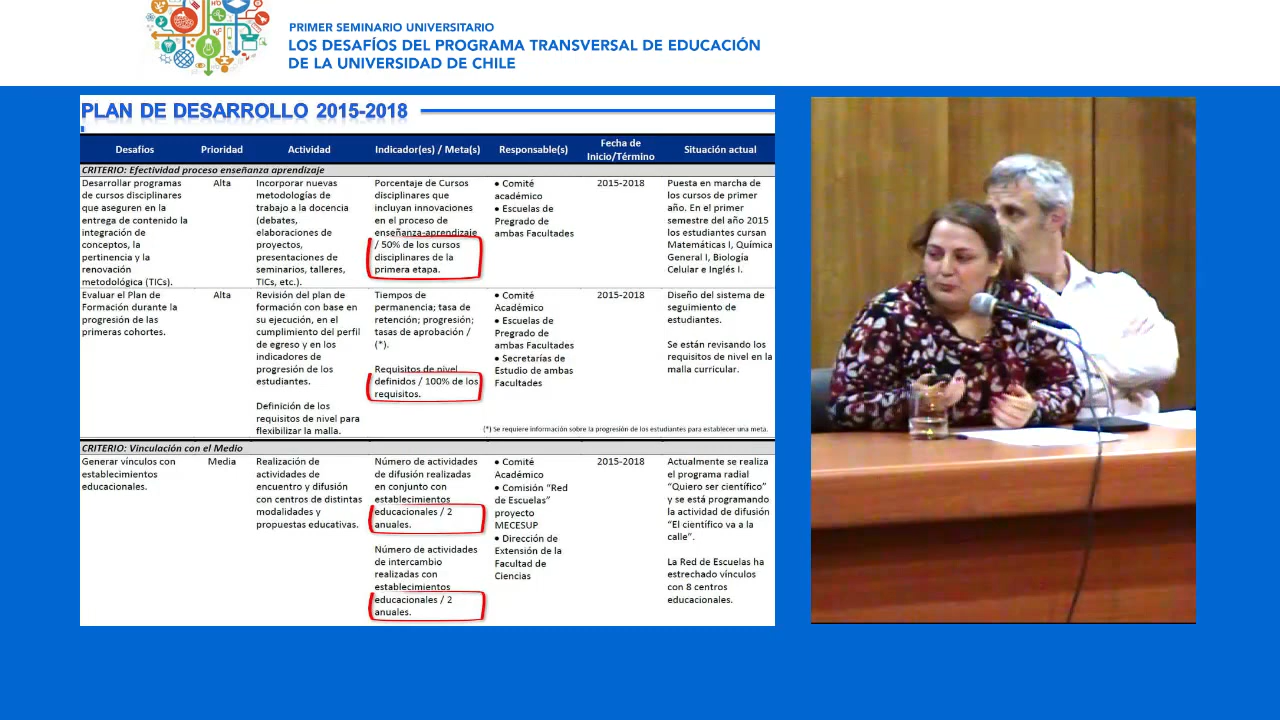 PRIMER SEMINARIO UNIVERSITARIO
LOS DESAFÍOS DEL PROGRAMA TRANSVERSAL DE EDUCACIÓN
DE LA UNIVERSIDAD DE CHILE
PLAN DE DESARROLLO 2015-2018
Desafíos
Prioridad
Actividad
Indicador(es) / Meta(s)
Responsable(s)
Fecha de
Inicio/Término
Situación actual
CRITERIO: Efectividad proceso enseñanza aprendizaje
Desarrollar programas
de cursos disciplinares
que aseguren en la
entrega de contenido la
integración de
conceptos, la
pertinencia y la
renovación
metodológica (TICs).
Alta
Incorporar nuevas
metodologías de
trabajo a la docencia
(debates,
elaboraciones de
proyectos,
presentaciones de
seminarios, talleres,
TICs, etc.).
Porcentaje de Cursos
disciplinares que
incluyan innovaciones
en el proceso de
enseñanza-aprendizaje
/ 50% de los cursos
disciplinares de la
primera etapa.
• Comité
académico
• Escuelas de
Pregrado de
ambas Facultades
2015-2018
Puesta en marcha de
los cursos de primer
año. En el primer
semestre del año 2015
los estudiantes cursan
Matemáticas I, Química
General I, Biología
Celular e Inglés I.
Evaluar el Plan de
Formación durante la
progresión de las
primeras cohortes.
Alta
Revisión del plan de
formación con base en
su ejecución, en el
cumplimiento del perfil
de egreso y en los
indicadores de
progresión de los
estudiantes.
Definición de los
requisitos de nivel para
flexibilizar la malla.
Tiempos de
permanencia; tasa de
retención; progresión;
tasas de aprobación /
(*).
Requisitos de nivel
definidos / 100% de los
requisitos.
• Comité
Académico
• Escuelas de
Pregrado de
ambas Facultades
• Secretarías de
Estudio de ambas
Facultades
2015-2018
Diseño del sistema de
seguimiento de
estudiantes.
Se están revisando los
requisitos de nivel en la
malla curricular.
(*) Se requiere información sobre la progresión de los estudiantes para establecer una meta.
CRITERIO: Vinculación con el Medio
Generar vínculos con
establecimientos
educacionales.
Media
Realización de
actividades de
encuentro y difusión
con centros de distintas
modalidades y
propuestas educativas.
Número de actividades
de difusión realizadas
en conjunto con
establecimientos
educacionales / 2
anuales.
Número de actividades
de intercambio
realizadas con
establecimientos
educacionales / 2
anuales.
• Comité
Académico
• Comisión “Red
de Escuelas”
proyecto
MECESUP
• Dirección de
Extensión de la
Facultad de
Ciencias
2015-2018
Actualmente se realiza
el programa radial
“Quiero ser científico”
y se está programando
la actividad de difusión
“El científico va a la
calle”.
La Red de Escuelas ha
estrechado vínculos
con 8 centros
educacionales.